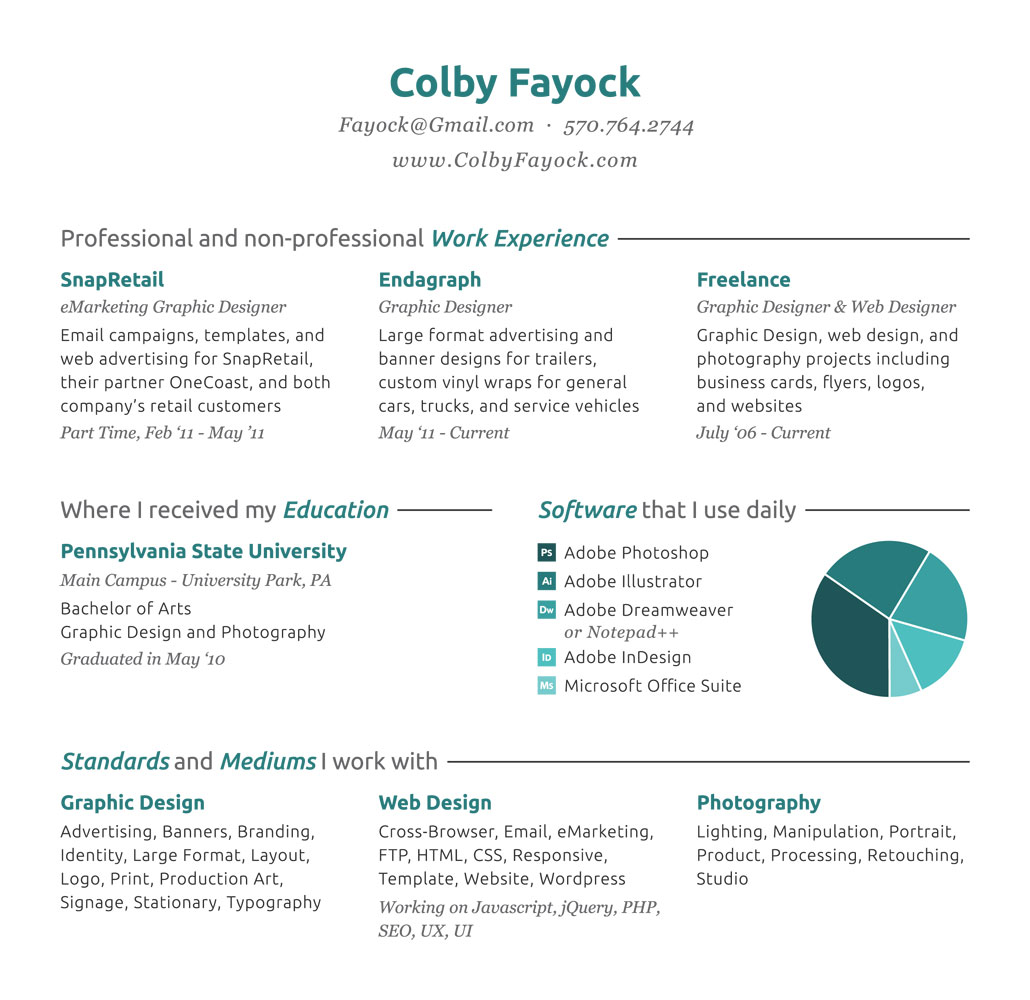 Colby Fayock
Fayock@Gmail.com · 570.764.2744
www.ColbyFayock.com
Professional and non-professional Work Experience
SnapRetail
eMarketing Graphic Designer
Email campaigns, templates, and
web advertising for SnapRetail,
their partner OneCoast, and both
company's retail customers
Part Time, Feb ‘11 - May ’11
Endagraph
Graphic Designer
Large format advertising and
banner designs for trailers,
custom vinyl wraps for general
cars, trucks, and service vehicles
May ‘11 - Current
Freelance
Graphic Designer & Web Designer
Graphic Design, web design, and
photography projects including
business cards, flyers, logos,
and websites
July ‘06 - Current
Where I received my Education
Pennsylvania State University
Main Campus - University Park, PA
Bachelor of Arts
Graphic Design and Photography
Graduated in May ‘10
Software that I use daily
Ps Adobe Photoshop
Ai Adobe Illustrator
Dw Adobe Dreamweaver
or Notepad++
ID Adobe InDesign
Ms Microsoft Office Suite
Standards and Mediums I work with
Graphic Design
Advertising, Banners, Branding,
Identity, Large Format, Layout,
Logo, Print, Production Art,
Signage, Stationary, Typography
Web Design
Cross-Browser, Email, eMarketing,
FTP, HTML, CSS, Responsive,
Template, Website, Wordpress
Working on Javascript, jQuery, PHP,
SEO, UX, UI
Photography
Lighting, Manipulation, Portrait,
Product, Processing, Retouching,
Studio